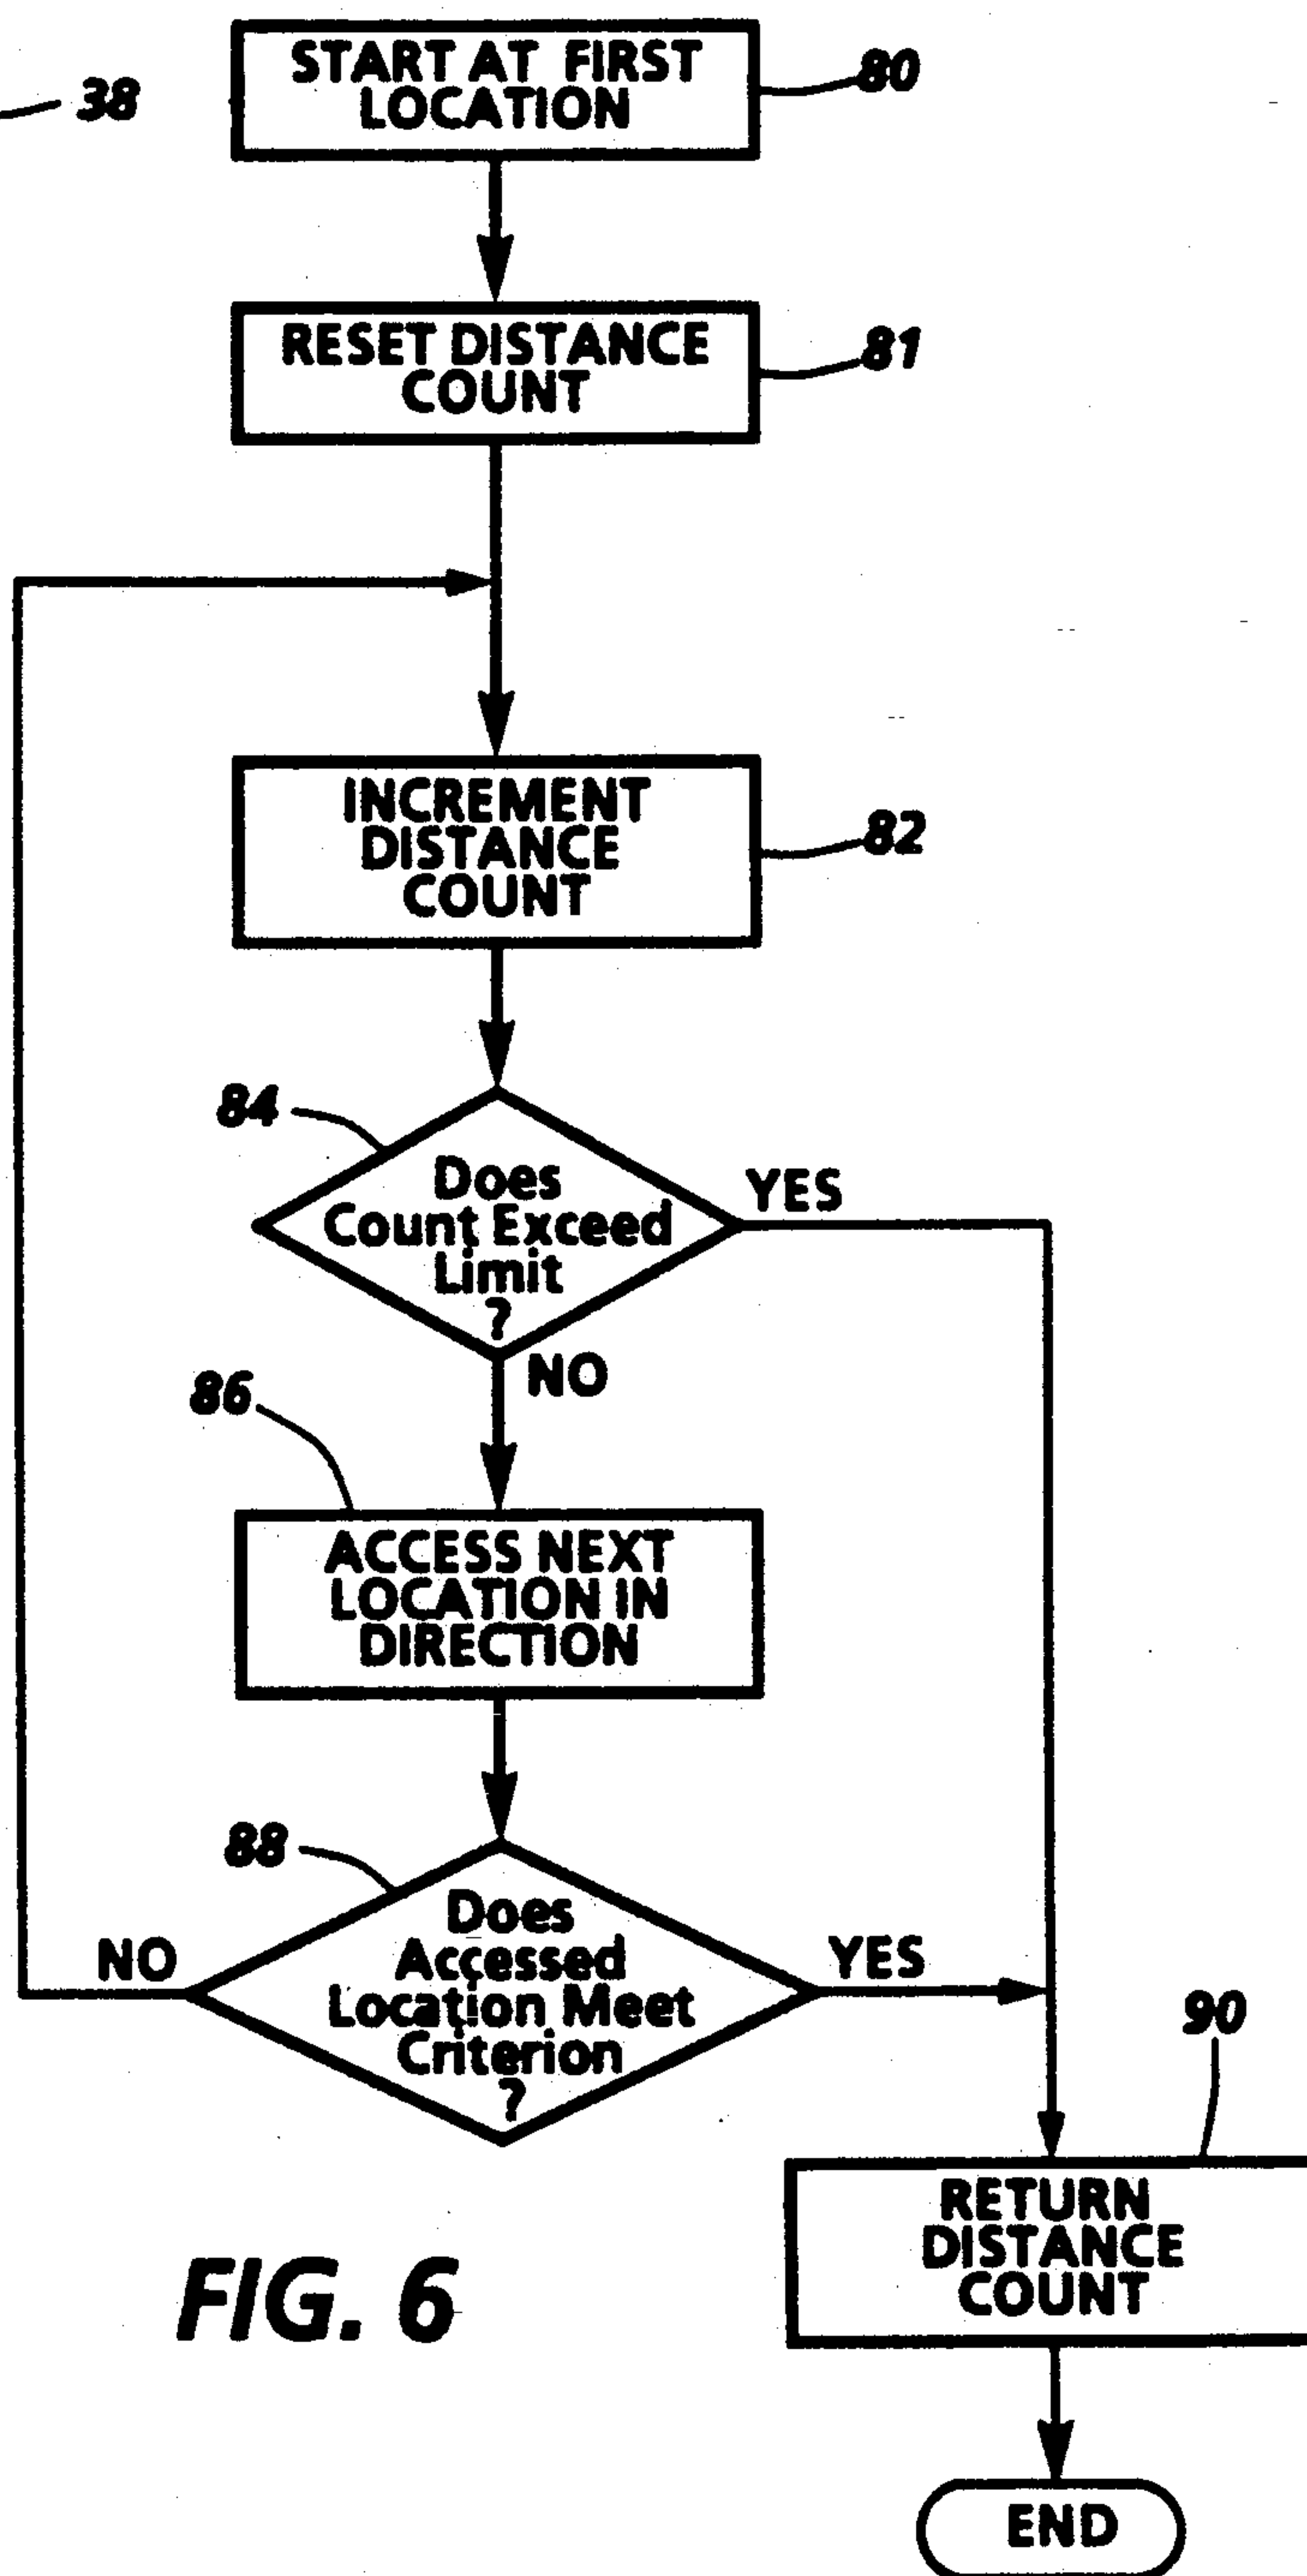 38
START AT FIRST
LOCATION
80
RESET DISTANCE
COUNT
81
INCREMENT
DISTANCE
COUNT
82
84
Does
Count Exceed
Limit
?
YES
NO
86
ACCESS NEXT
LOCATION IN
DIRECTION
88
Does
Accessed
Location Meet
Criterion
?
NO
YES
90
RETURN
DISTANCE
COUNT
FIG. 6
END